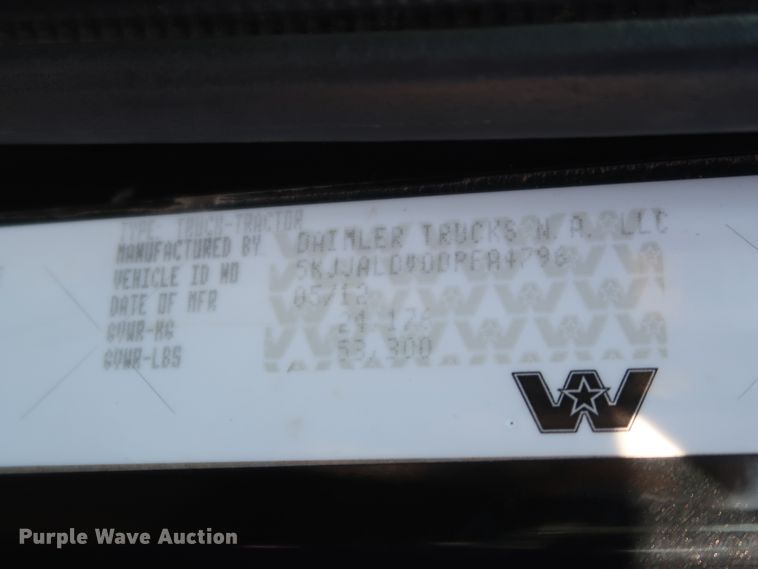 TYPE TRUCK-TRACTOR
MANUFACTURED BY DAIMLER TRUCKS N.A. LLC
VEHICLE ID NO
DATE OF MFR 05/12
GVWR-KG
GVWR-LBS 53,300
W
Purple Wave Auction